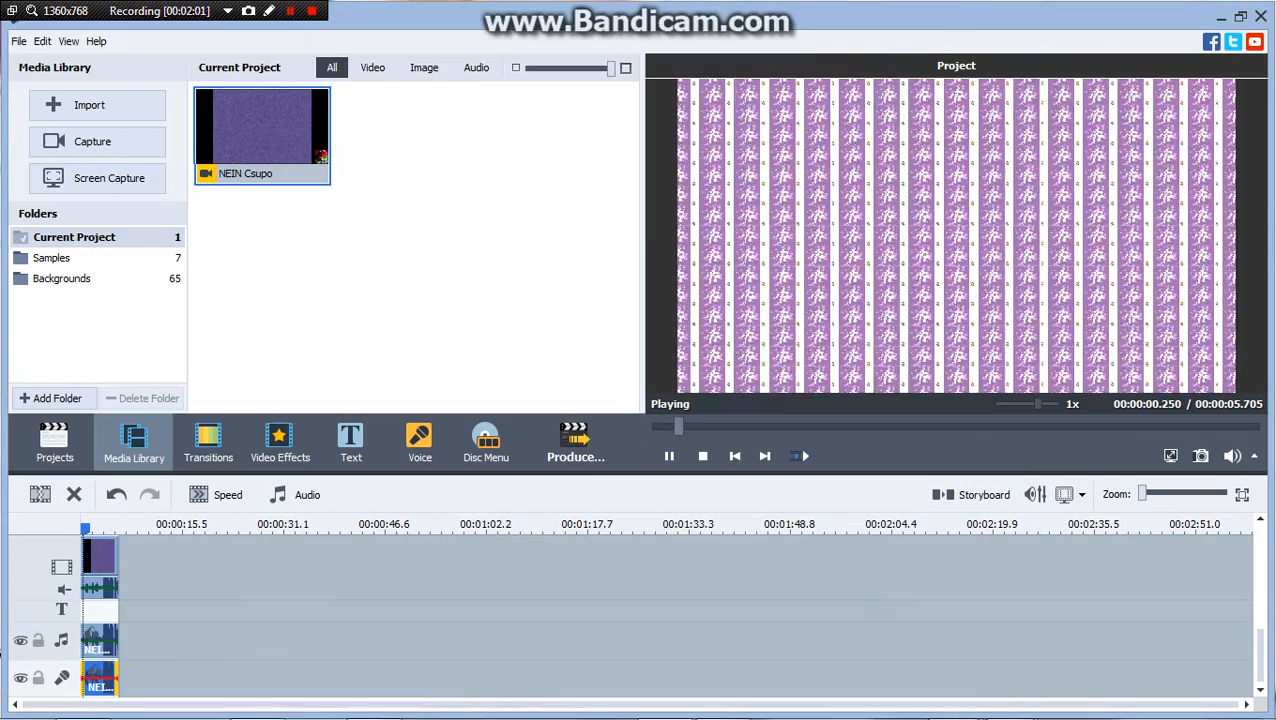 1360x768 Recording [00:02:01]
www.Bandicam.com
File Edit View Help
Media Library
Import
Capture
Screen Capture
Folders
Current Project 1
Samples 7
Backgrounds 65
Add Folder Delete Folder
Current Project All Video Image Audio
NEIN Csupo
Project
Playing 1x 00:00:00.250 / 00:00:05.705
Projects Media Library Transitions Video Effects Text Voice Disc Menu Produce...
Speed Audio Storyboard Zoom:
00:00:15.5 00:00:31.1 00:00:46.6 00:01:02.2 00:01:17.7 00:01:33.3 00:01:48.8 00:02:04.4 00:02:19.9 00:02:35.5 00:02:51.0
NEI...
NEI...